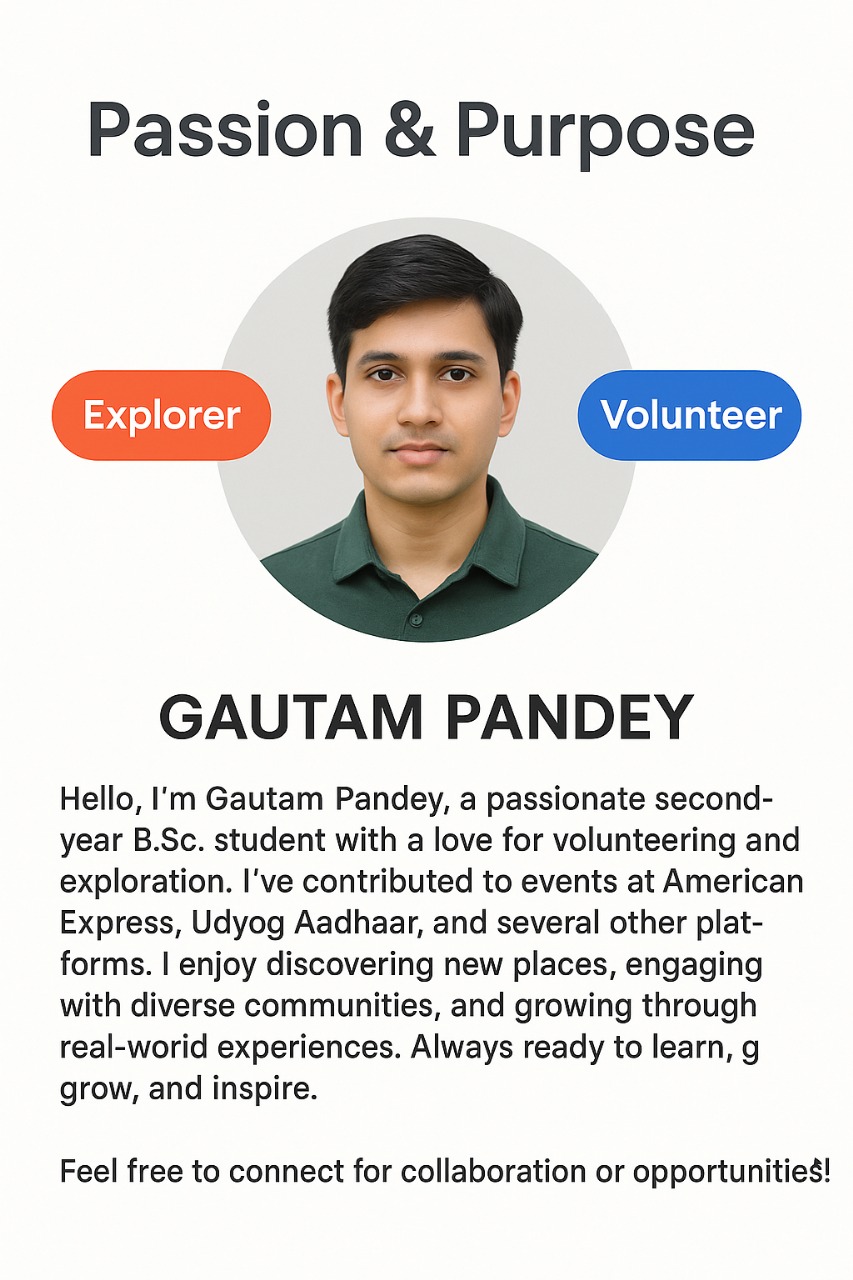 Passion & Purpose
Explorer
Volunteer
GAUTAM PANDEY
Hello, I'm Gautam Pandey, a passionate second-
year B.Sc. student with a love for volunteering and
exploration. I've contributed to events at American
Express, Udyog Aadhaar, and several other plat-
forms. I enjoy discovering new places, engaging
with diverse communities, and growing through
real-worid experiences. Always ready to learn, g
grow, and inspire.
Feel free to connect for collaboration or opportunities!